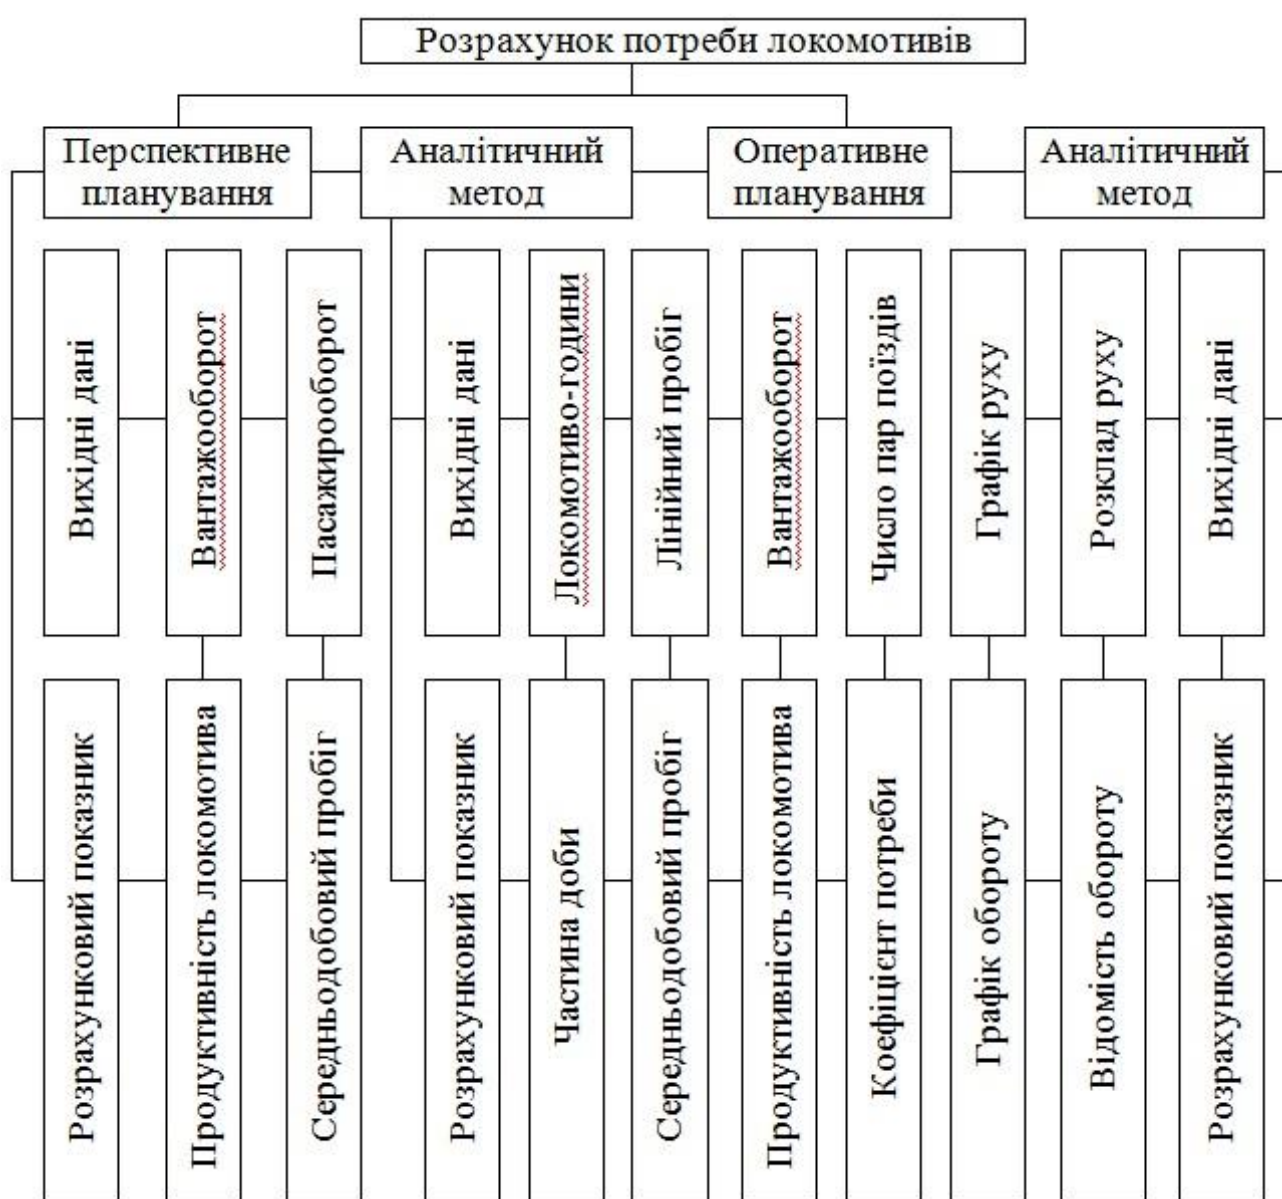 Розрахунок потреби локомотивів
Перспективне
планування
Аналітичний
метод
Оперативне
планування
Аналітичний
метод
Вихідні дані
Вантажооборот
Пасажирооборот
Вихідні дані
Локомотиво-години
Лінійний пробіг
Вантажооборот
Число пар поїздів
Графік руху
Розклад руху
Вихідні дані
Розрахунковий показник
Продуктивність локомотива
Середньодобовий пробіг
Розрахунковий показник
Частина доби
Середньодобовий пробіг
Продуктивність локомотива
Коефіцієнт потреби
Графік обороту
Відомість обороту
Розрахунковий показник